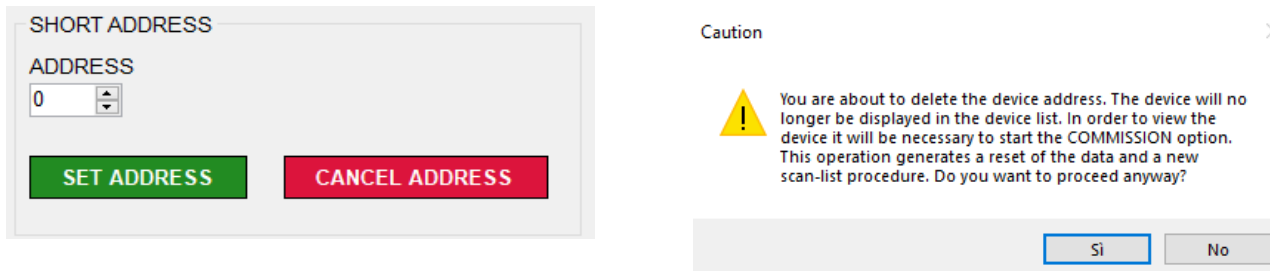 SHORT ADDRESS
ADDRESS
0
SET ADDRESS
CANCEL ADDRESS
Caution
You are about to delete the device address. The device will no
longer be displayed in the device list. In order to view the
device it will be necessary to start the COMMISSION option.
This operation generates a reset of the data and a new
scan-list procedure. Do you want to proceed anyway?
Sì
No